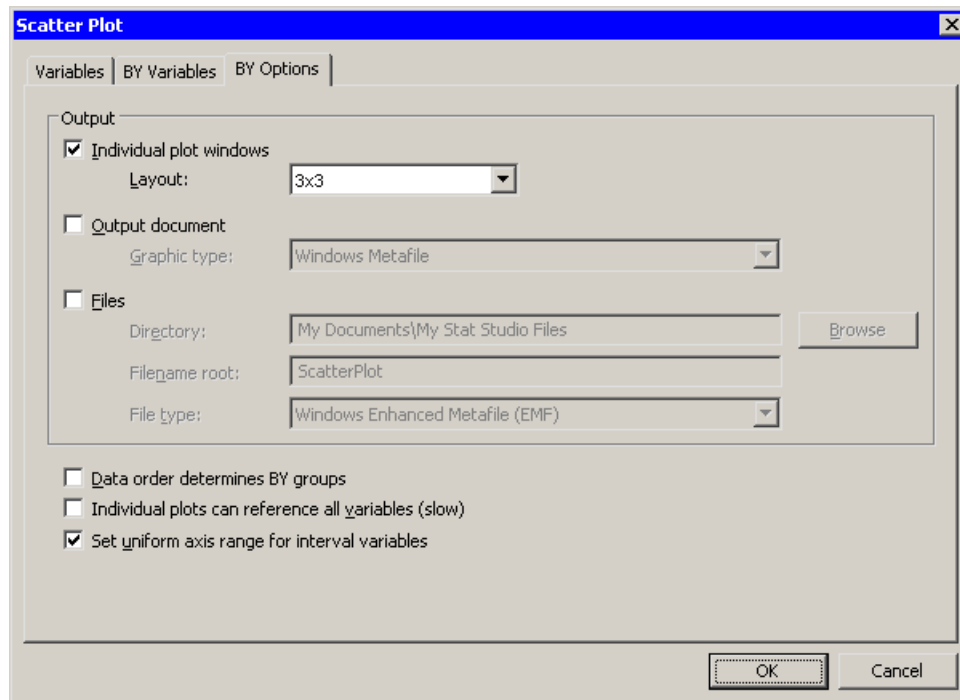 Scatter Plot
Variables BY Variables BY Options
Output
Individual plot windows
Layout: 3x3
Output document
Graphic type: Windows Metafile
Files
Directory: My Documents\My Stat Studio Files Browse
Filename root: ScatterPlot
File type: Windows Enhanced Metafile (EMF)
Data order determines BY groups
Individual plots can reference all variables (slow)
Set uniform axis range for interval variables
OK Cancel